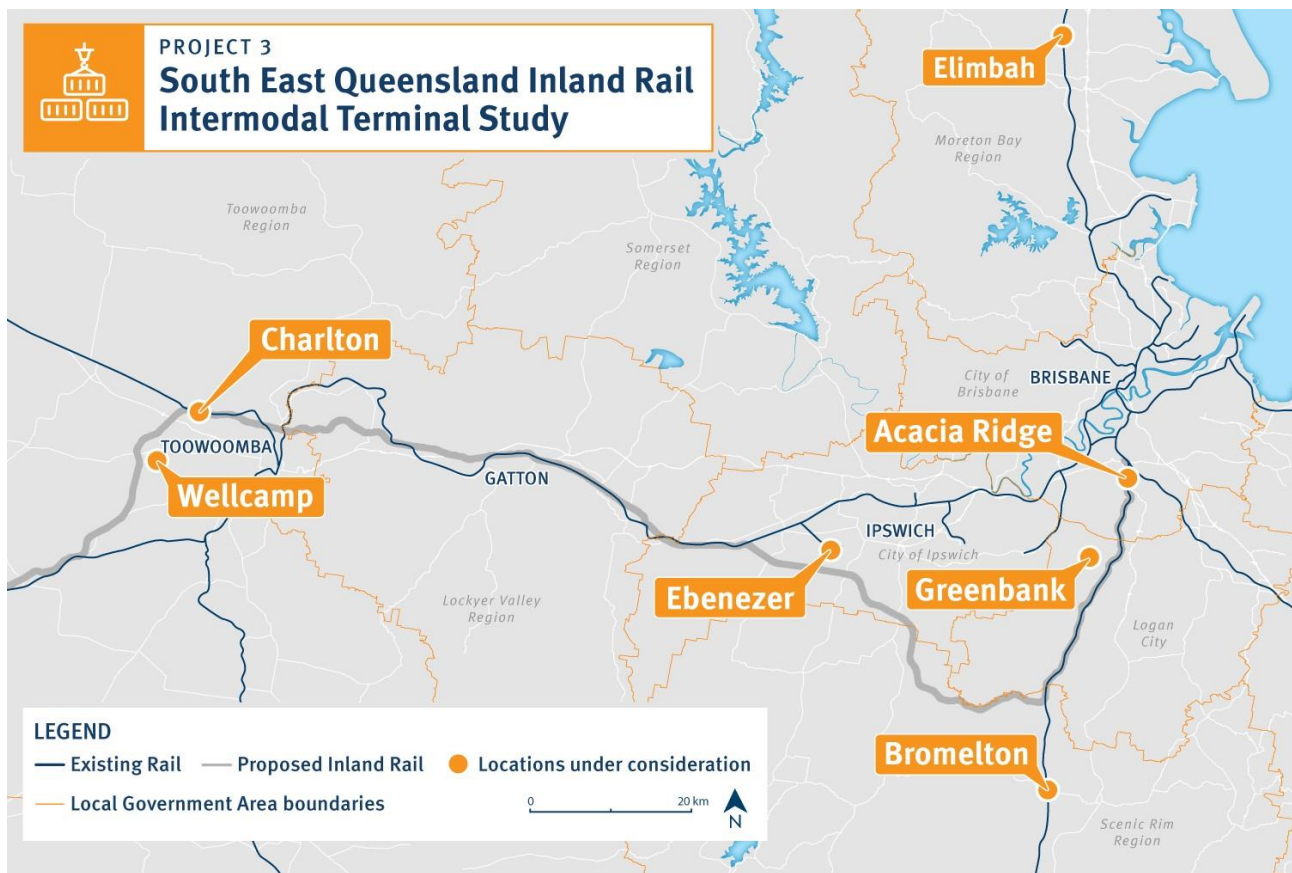 PROJECT 3
South East Queensland Inland Rail
Intermodal Terminal Study
Elimbah
Moreton Bay
Region
Toowoomba
Region
Somerset
Region
Charlton
City of
Brisbane
BRISBANE
Acacia Ridge
TOOWOOMBA
Wellcamp
GATTON
IPSWICH
City of Ipswich
Ebenezer
Greenbank
Lockyer Valley
Region
Logan
City
Bromelton
Scenic Rim
Region
LEGEND
Existing Rail
Proposed Inland Rail
Locations under consideration
Local Government Area boundaries
0 20 km
N